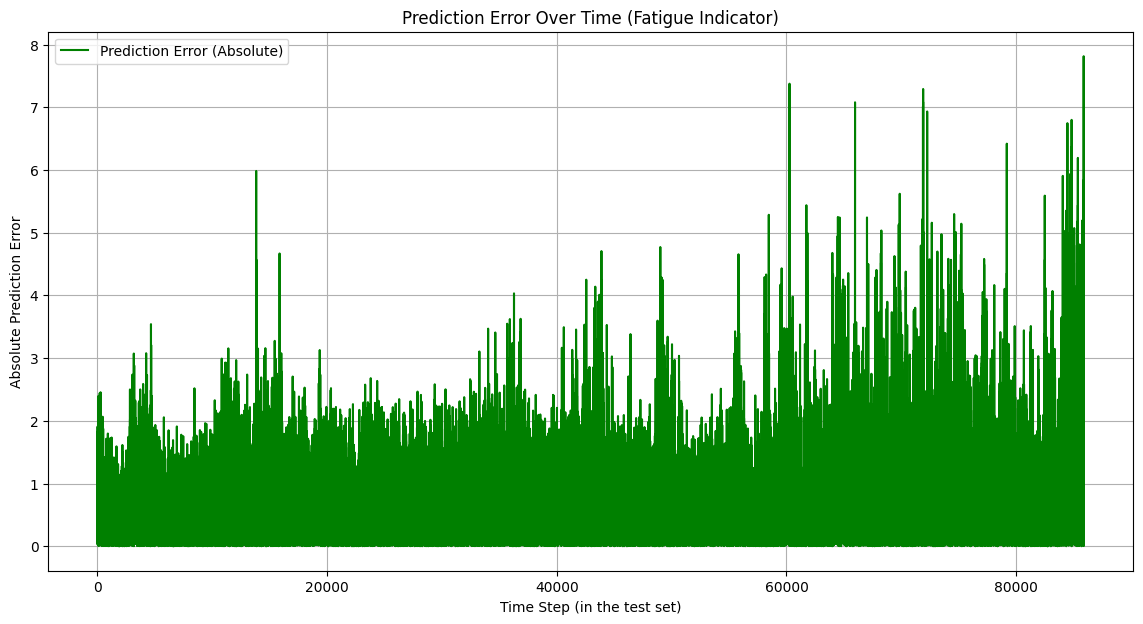 Prediction Error Over Time (Fatigue Indicator)
Prediction Error (Absolute)
Absolute Prediction Error
8
7
6
5
4
3
2
1
0
0 20000 40000 60000 80000
Time Step (in the test set)